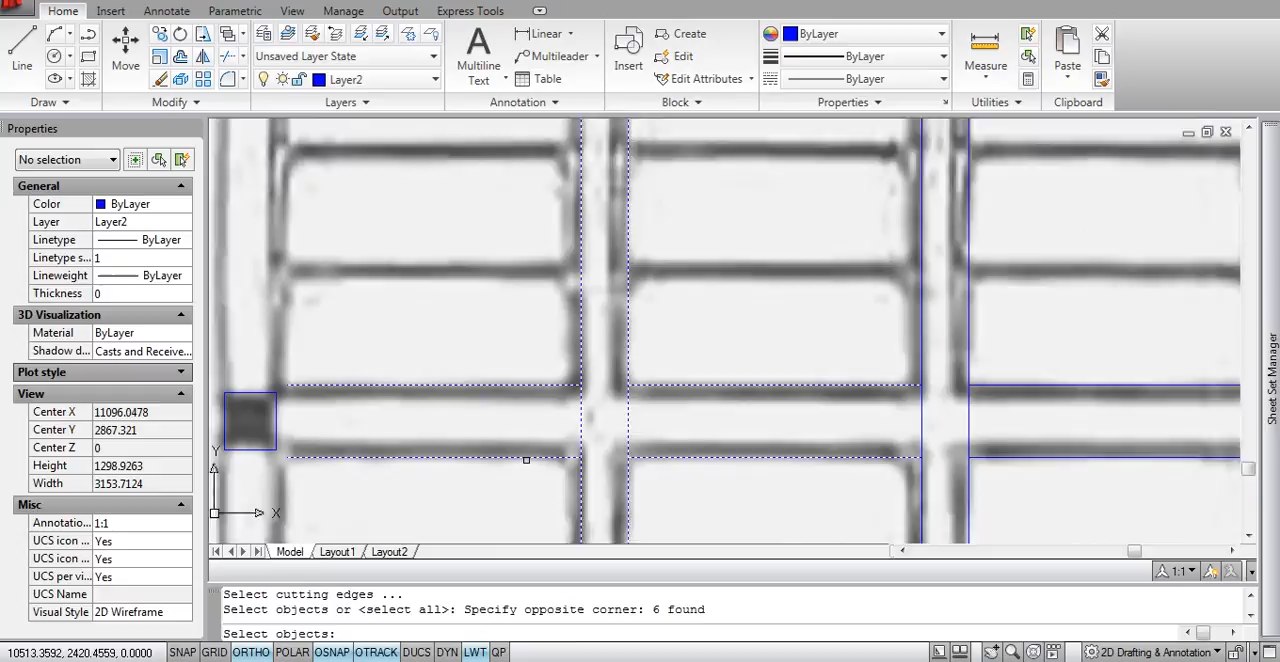 Home Insert Annotate Parametric View Manage Output Express Tools
Line
Move
Unsaved Layer State
Layer2
Multiline
Text
Linear
Multileader
Table
Insert
Create
Edit
Edit Attributes
ByLayer
ByLayer
ByLayer
Measure
Paste
Draw Modify Layers Annotation Block Properties Utilities Clipboard
Properties
No selection
General
Color ByLayer
Layer Layer2
Linetype ByLayer
Linetype s... 1
Lineweight ByLayer
Thickness 0
3D Visualization
Material ByLayer
Shadow d... Casts and Receive...
Plot style
View
Center X 11096.0478
Center Y 2867.321
Center Z 0
Height 1298.9263
Width 3153.7124
Misc
Annotatio... 1:1
UCS icon ... Yes
UCS icon ... Yes
UCS per vi... Yes
UCS Name
Visual Style 2D Wireframe
Y
X
Sheet Set Manager
Model Layout1 Layout2
1:1
Select cutting edges ...
Select objects or <select all>: Specify opposite corner: 6 found
Select objects:
10513.3592, 2420.4559, 0.0000 SNAP GRID ORTHO POLAR OSNAP OTRACK DUCS DYN LWT QP 2D Drafting & Annotation